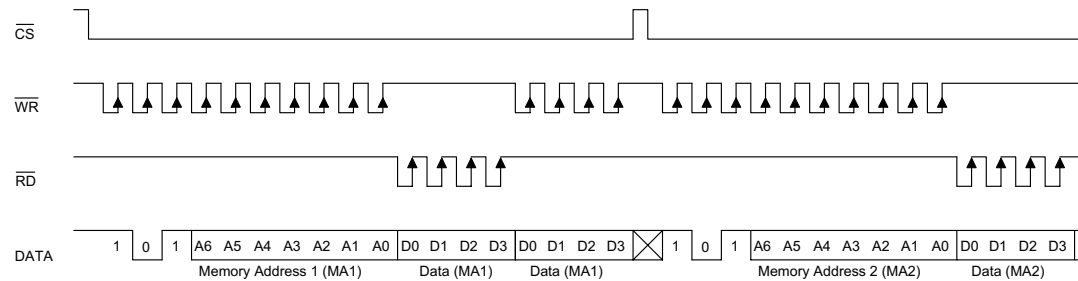 CS
WR
RD
DATA 1 0 1 A6 A5 A4 A3 A2 A1 A0 D0 D1 D2 D3 D0 D1 D2 D3 1 0 1 A6 A5 A4 A3 A2 A1 A0 D0 D1 D2 D3
Memory Address 1 (MA1) Data (MA1) Data (MA1) Memory Address 2 (MA2) Data (MA2)